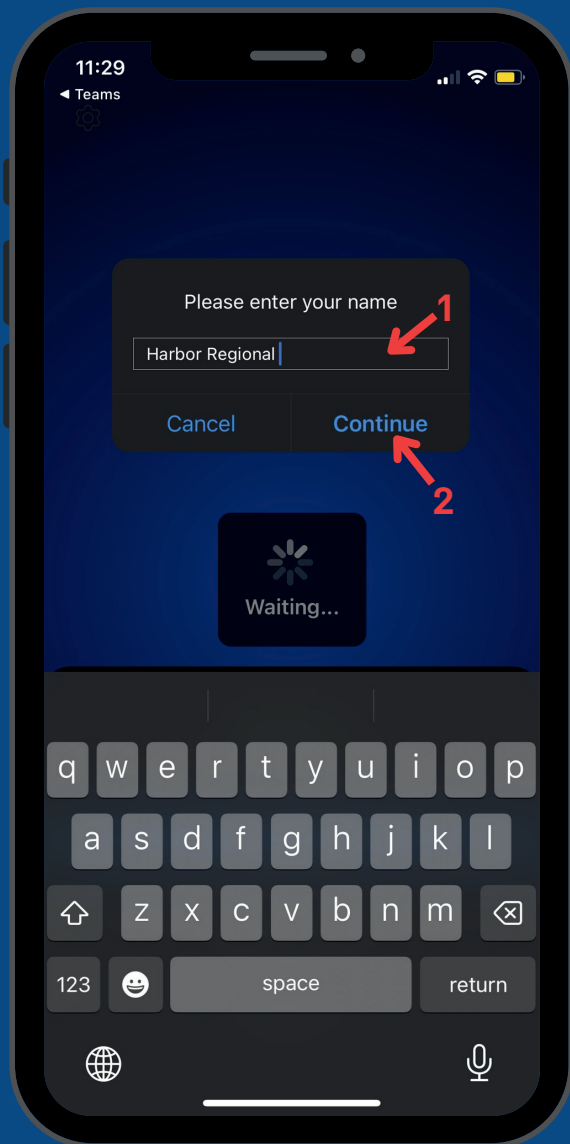 11:29
◀ Teams
Please enter your name
1
Harbor Regional
Cancel Continue
2
Waiting...
q w e r t y u i o p
a s d f g h j k l
z x c v b n m
123 space return